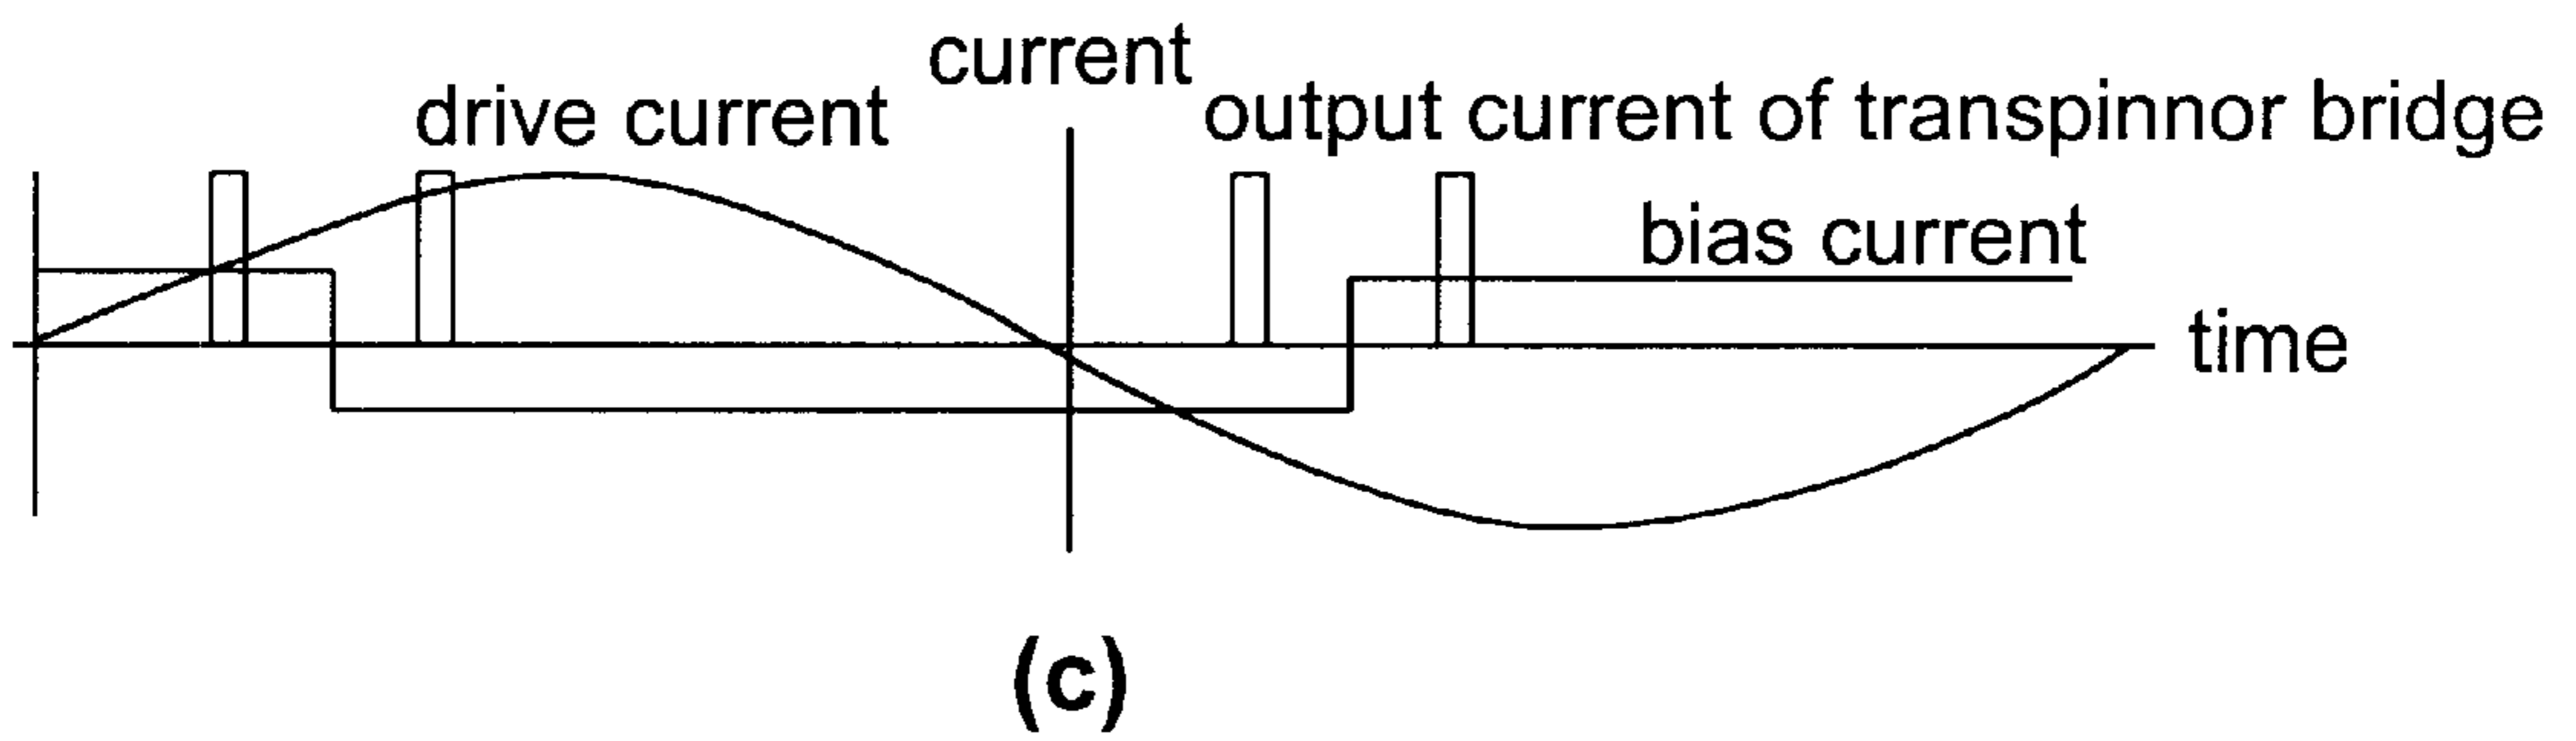 current
drive current
output current of transpinnor bridge
bias current
time
(c)